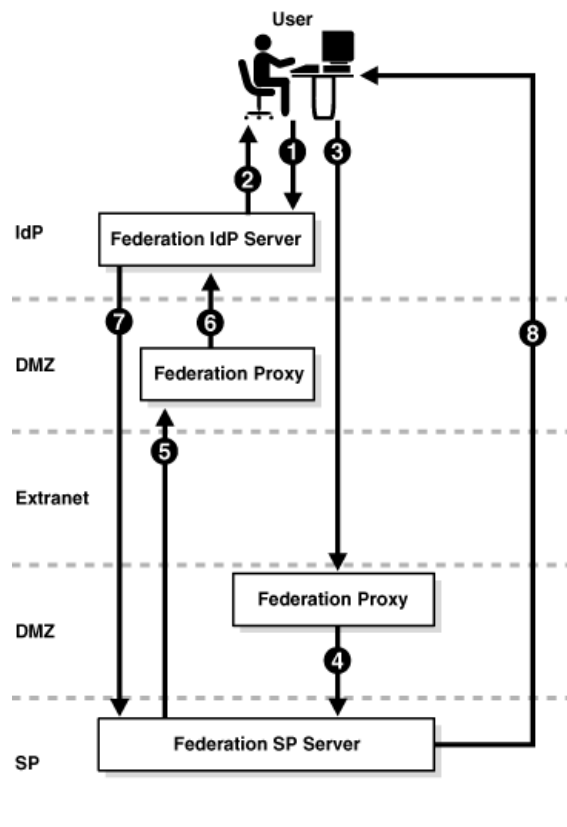 User
1
3
2
IdP
Federation IdP Server
7
6
8
DMZ
Federation Proxy
5
Extranet
Federation Proxy
DMZ
4
Federation SP Server
SP